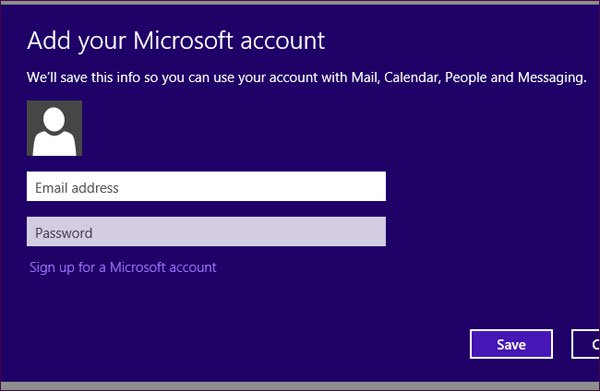 Add your Microsoft account
We'll save this info so you can use your account with Mail, Calendar, People and Messaging.
Email address
Password
Sign up for a Microsoft account
Save